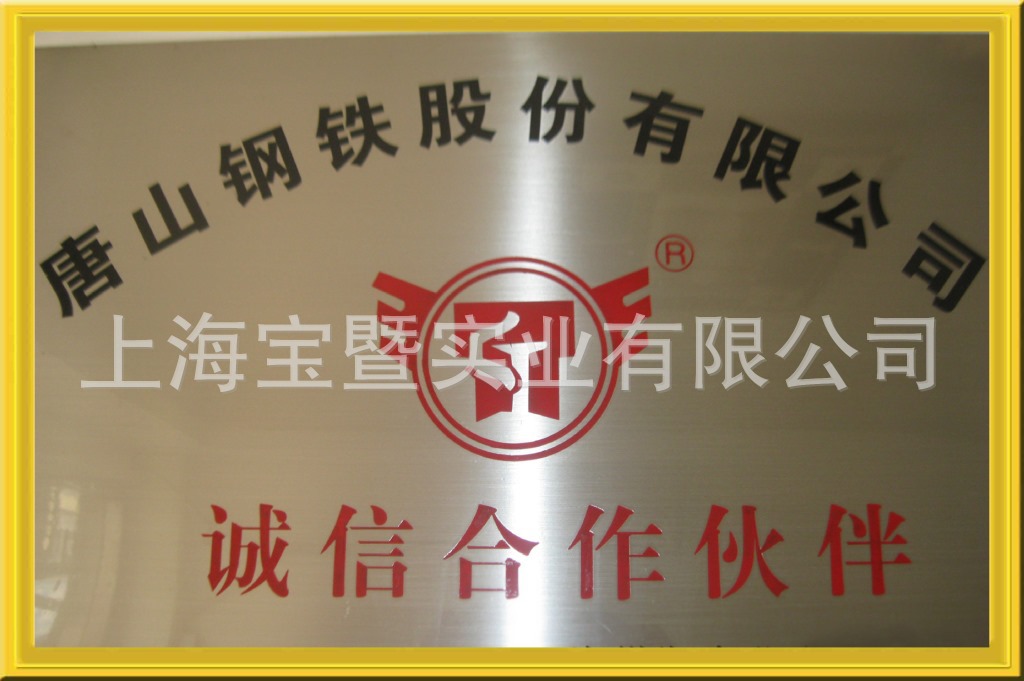 唐山钢铁股份有限公司
®
上海宝暨实业有限公司
诚信合作伙伴